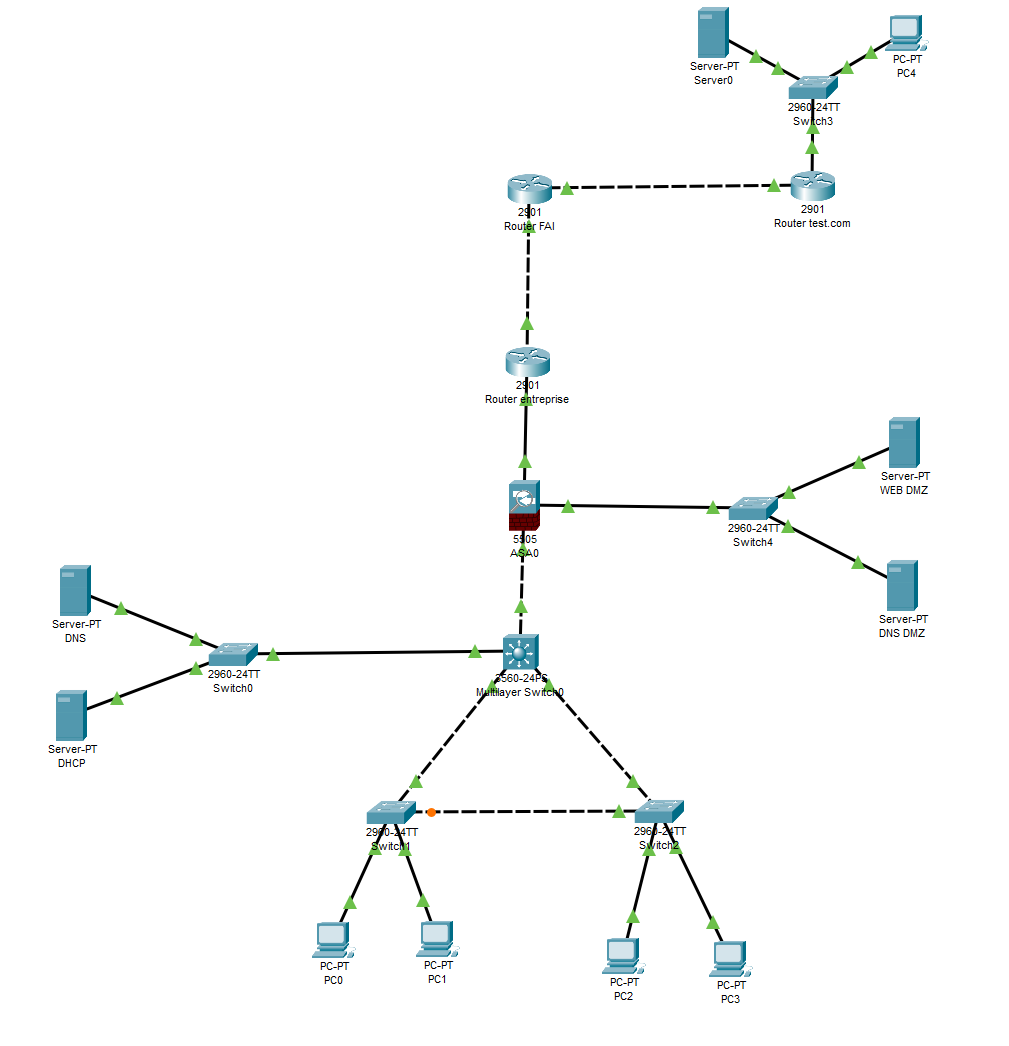 Server-PT
Server0
PC-PT
PC4
2960-24TT
Switch3
2901
Router FAI
2901
Router test.com
2901
Router entreprise
Server-PT
WEB DMZ
5505
ASA0
2960-24TT
Switch4
Server-PT
DNS DMZ
Server-PT
DNS
2960-24TT
Switch0
3560-24PS
Multilayer Switch0
Server-PT
DHCP
2960-24TT
Switch1
2960-24TT
Switch2
PC-PT
PC0
PC-PT
PC1
PC-PT
PC2
PC-PT
PC3